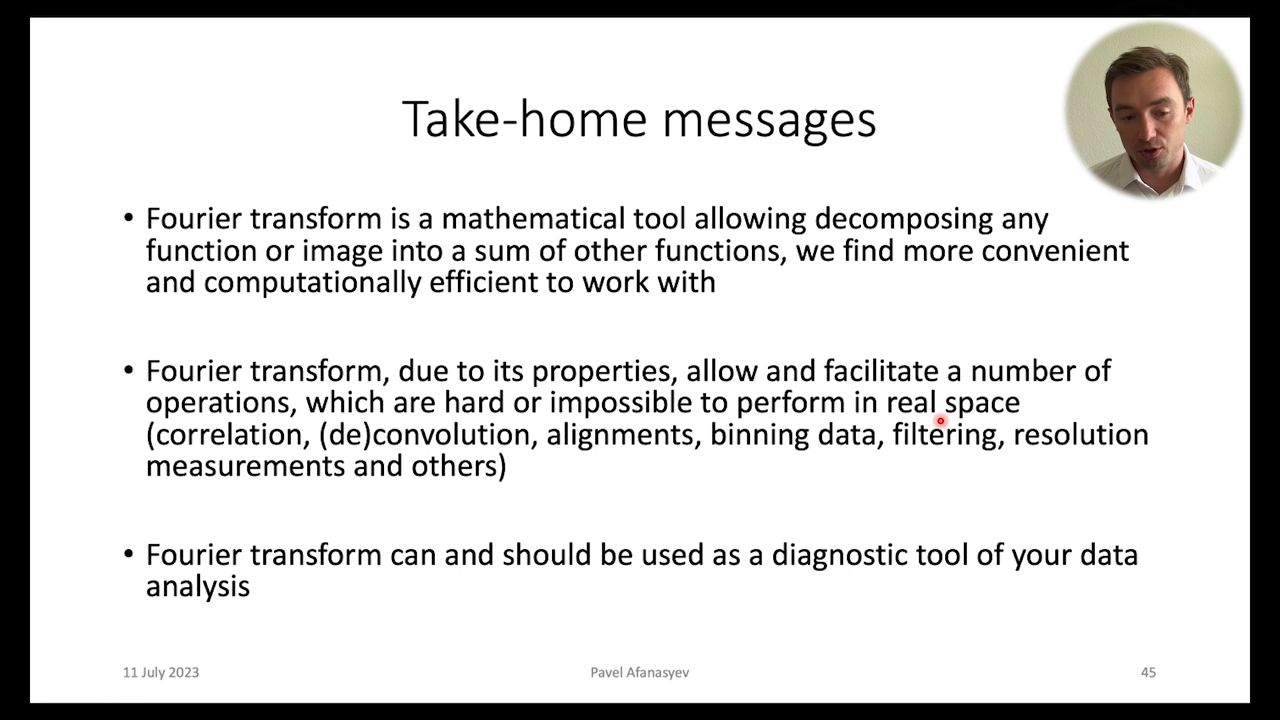 Take-home messages
• Fourier transform is a mathematical tool allowing decomposing any
function or image into a sum of other functions, we find more convenient
and computationally efficient to work with
• Fourier transform, due to its properties, allow and facilitate a number of
operations, which are hard or impossible to perform in real space
(correlation, (de)convolution, alignments, binning data, filtering, resolution
measurements and others)
• Fourier transform can and should be used as a diagnostic tool of your data
analysis
11 July 2023
Pavel Afanasyev
45